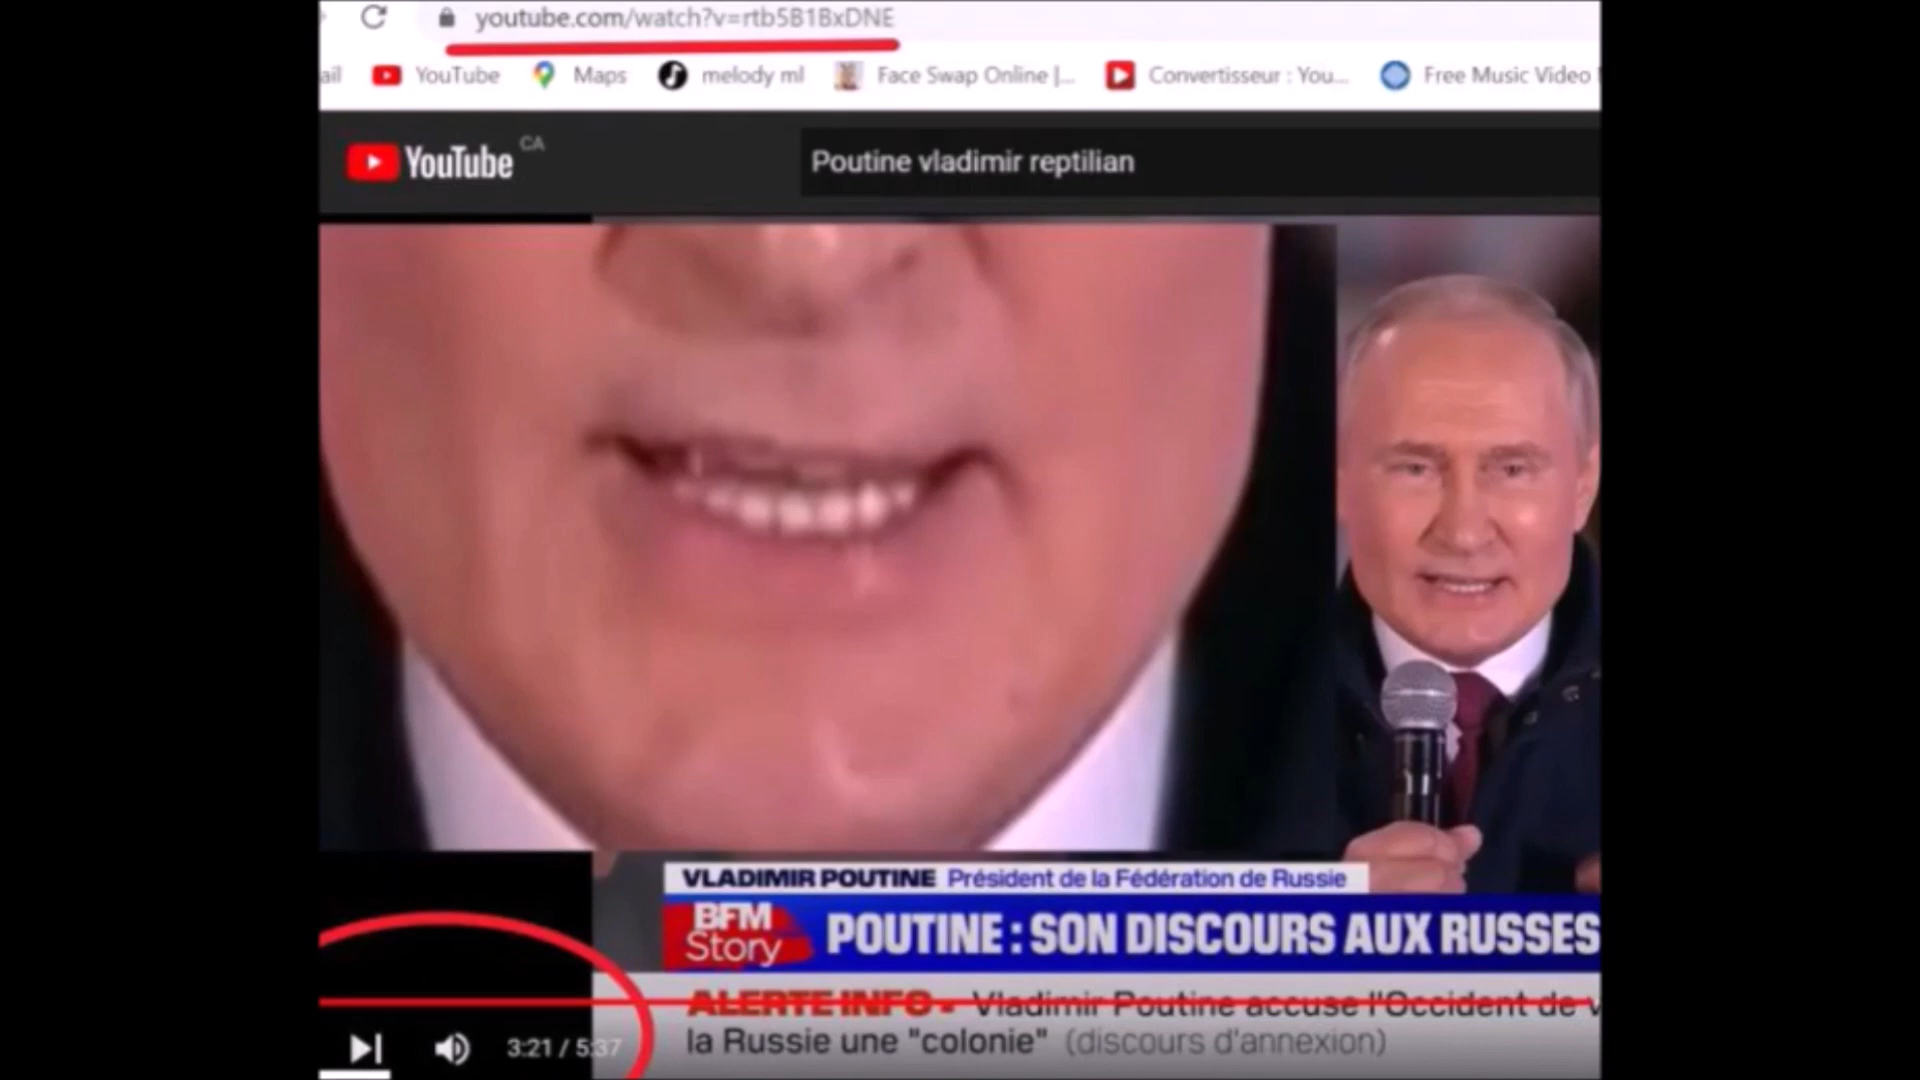 youtube.com/watch?v=rtb5B1BxDNE
ail YouTube Maps melody ml Face Swap Online |... Convertisseur : You... Free Music Video
YouTube CA
Poutine vladimir reptilian
VLADIMIR POUTINE Président de la Fédération de Russie
BFM Story
POUTINE : SON DISCOURS AUX RUSSES
ALERTE INFO - Vladimir Poutine accuse l'Occident de v
la Russie une "colonie" (discours d'annexion)
3:21 / 5:37